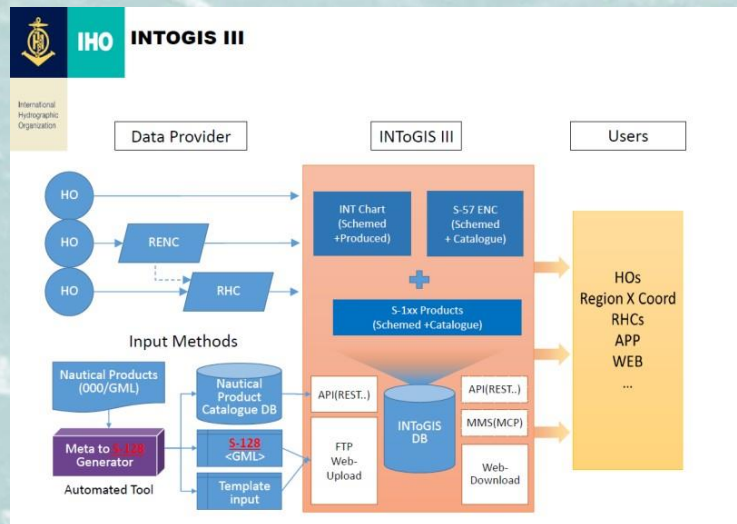 IHO
INTOGIS III
International
Hydrographic
Organization
Data Provider
INToGIS III
Users
HO
HO
RENC
HO
RHC
INT Chart
(Schemed
+Produced)
S-57 ENC
(Schemed
+ Catalogue)
S-1xx Products
(Schemed +Catalogue)
HOs
Region X Coord
RHCs
APP
WEB
...
Input Methods
Nautical Products
(000/GML)
Meta to S-128
Generator
Automated Tool
Nautical
Product
Catalogue DB
S-128
<GML>
Template
input
API(REST..)
FTP
Web-
Upload
INToGIS
DB
API(REST..)
MMS(MCP)
Web-
Download